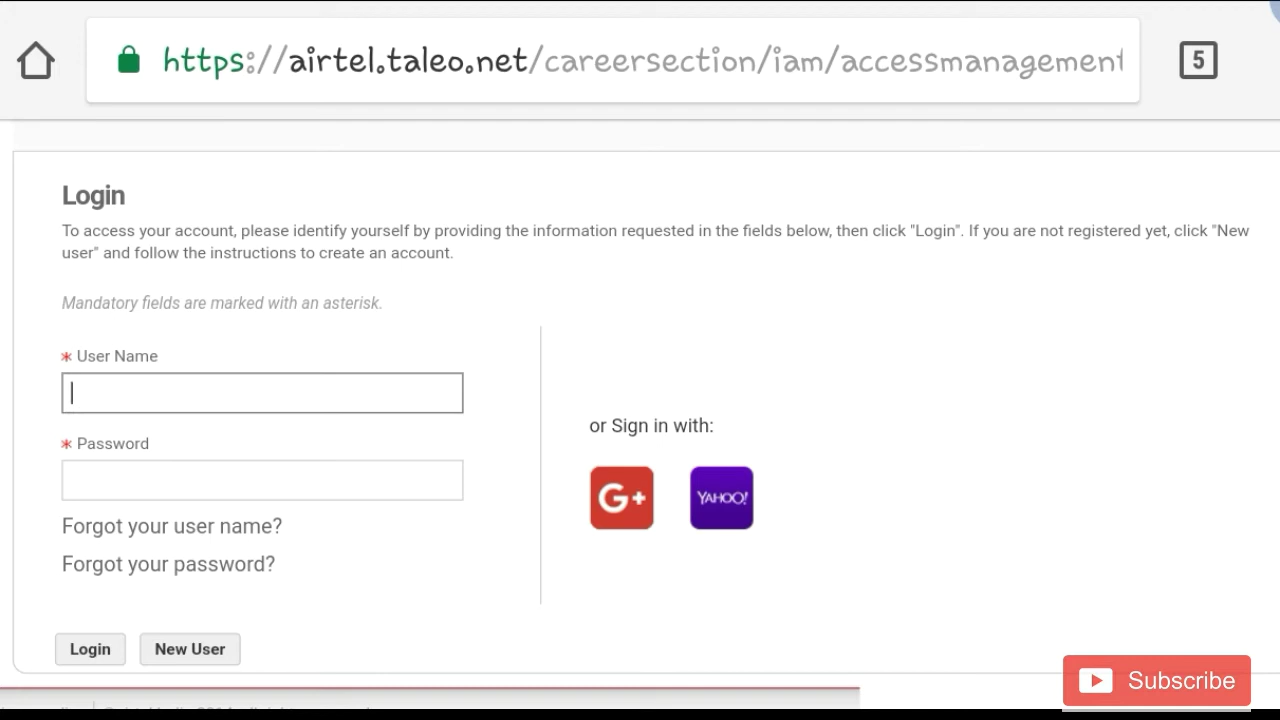 https://airtel.taleo.net/careersection/iam/accessmanagement
5
Login
To access your account, please identify yourself by providing the information requested in the fields below, then click "Login". If you are not registered yet, click "New
user" and follow the instructions to create an account.
Mandatory fields are marked with an asterisk.
* User Name
* Password
or Sign in with:
G+ YAHOO!
Forgot your user name?
Forgot your password?
Login New User
Subscribe